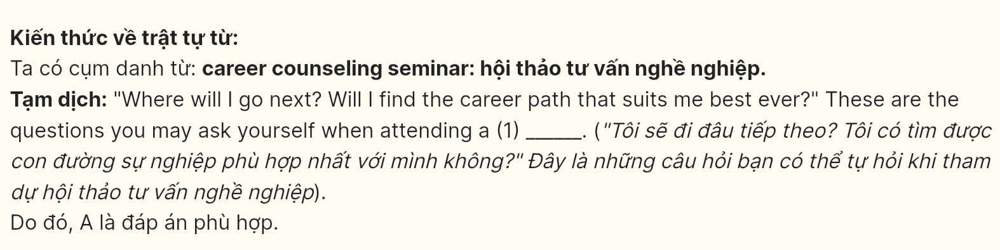 Kiến thức về trật tự từ:
Ta có cụm danh từ: career counseling seminar: hội thảo tư vấn nghề nghiệp.
Tạm dịch: "Where will I go next? Will I find the career path that suits me best ever?" These are the
questions you may ask yourself when attending a (1) ______. ("Tôi sẽ đi đâu tiếp theo? Tôi có tìm được
con đường sự nghiệp phù hợp nhất với mình không?" Đây là những câu hỏi bạn có thể tự hỏi khi tham
dự hội thảo tư vấn nghề nghiệp).
Do đó, A là đáp án phù hợp.